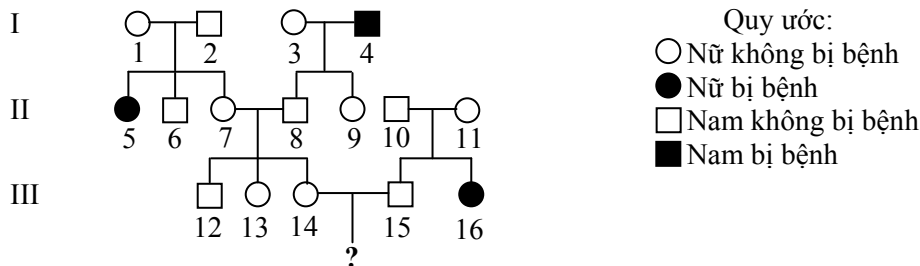 I
1 2 3 4
II
5 6 7 8 9 10 11
III
12 13 14 15 16
?
Quy ước:
Nữ không bị bệnh
Nữ bị bệnh
Nam không bị bệnh
Nam bị bệnh